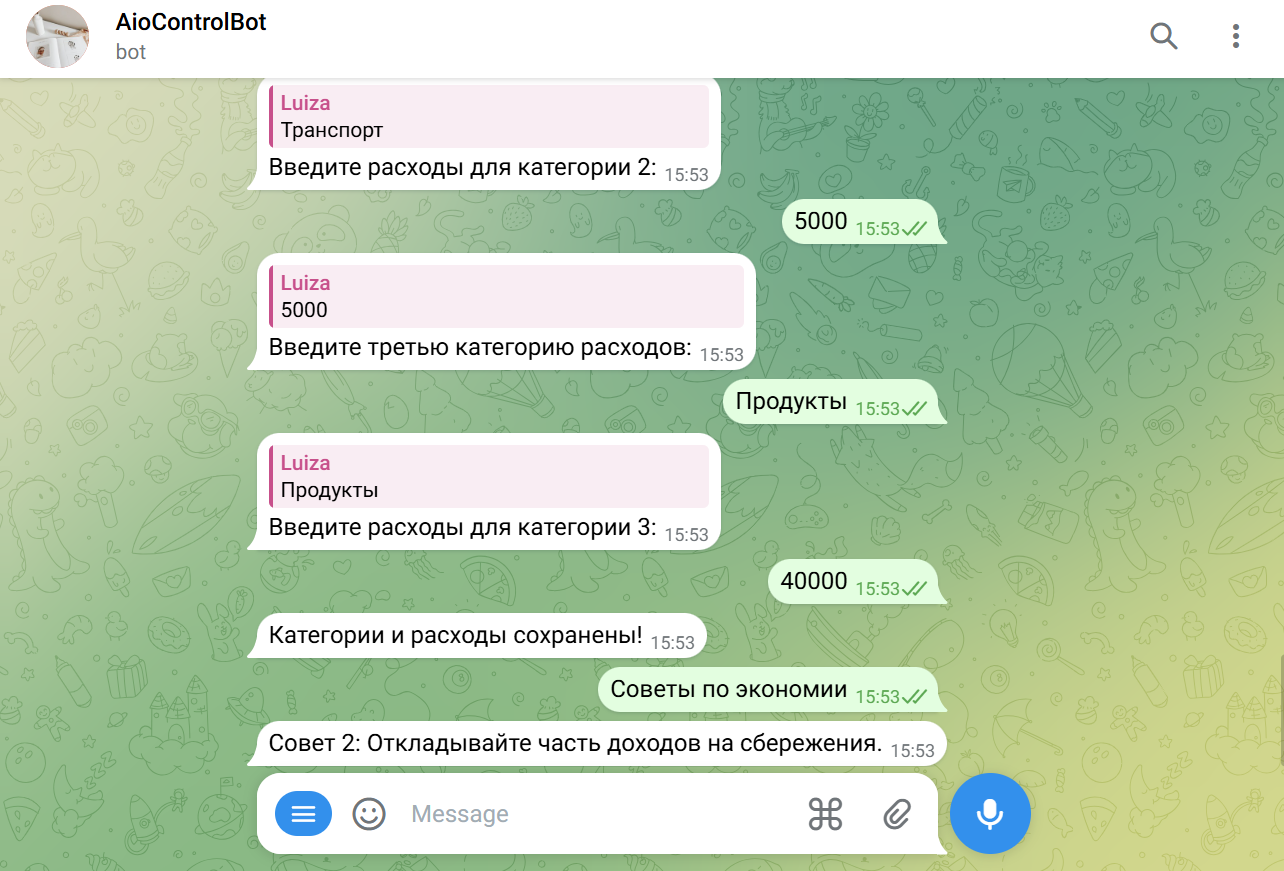 AioControlBot
bot
Luiza
Транспорт
Введите расходы для категории 2: 15:53
5000 15:53
Luiza
5000
Введите третью категорию расходов: 15:53
Продукты 15:53
Luiza
Продукты
Введите расходы для категории 3: 15:53
40000 15:53
Категории и расходы сохранены! 15:53
Советы по экономии 15:53
Совет 2: Откладывайте часть доходов на сбережения. 15:53
Message